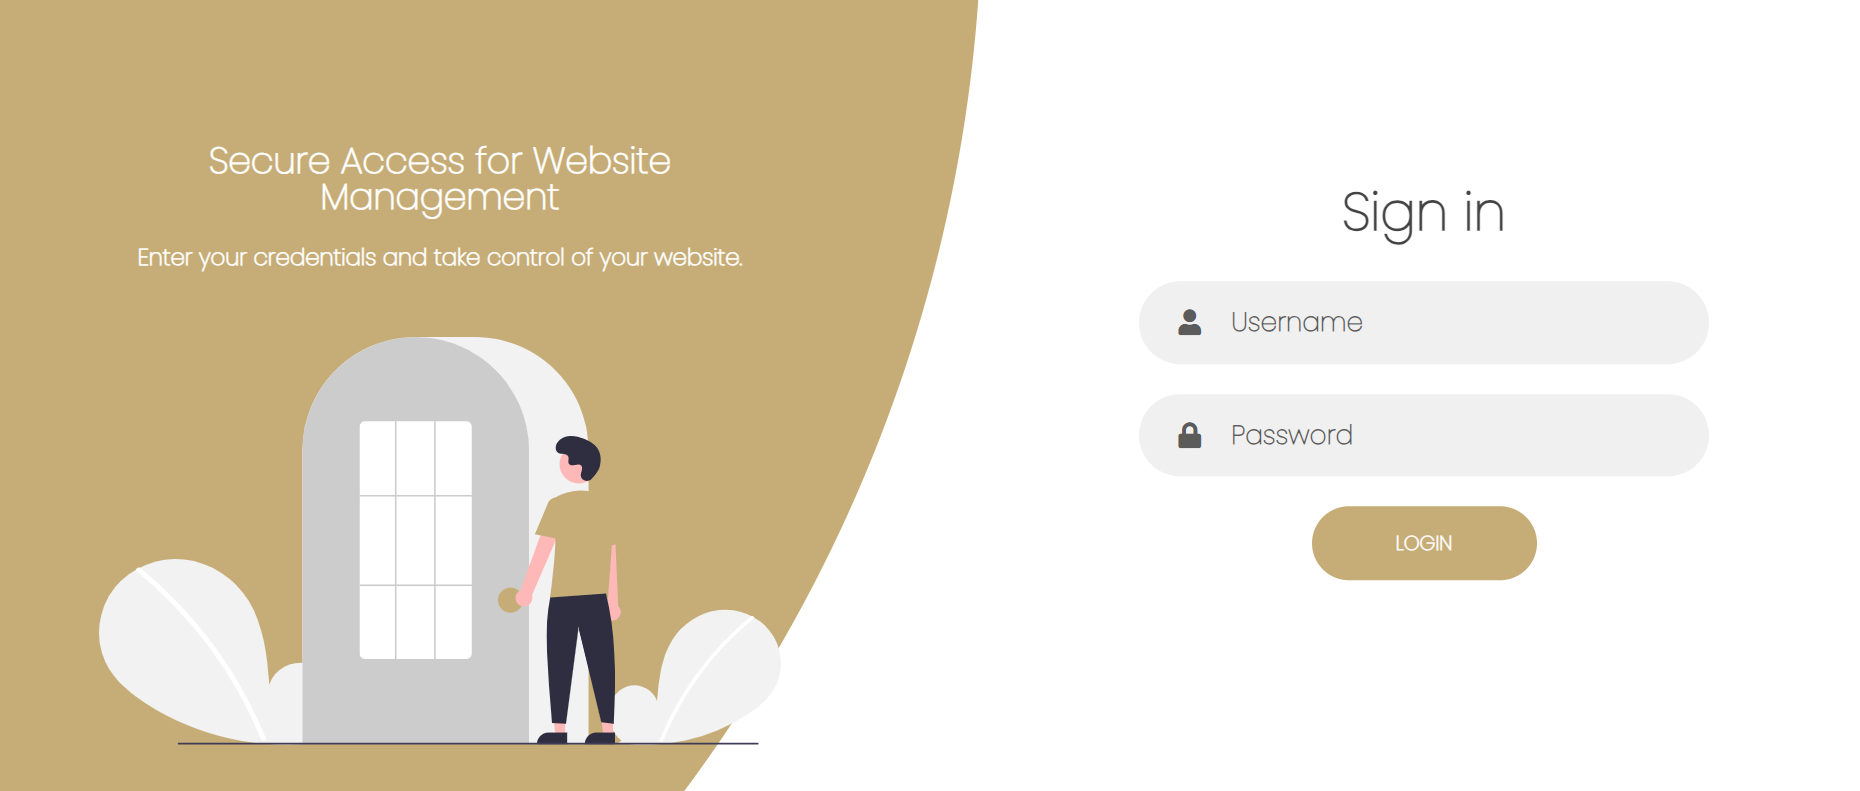 Secure Access for Website
Management
Enter your credentials and take control of your website.
Sign in
Username
Password
LOGIN